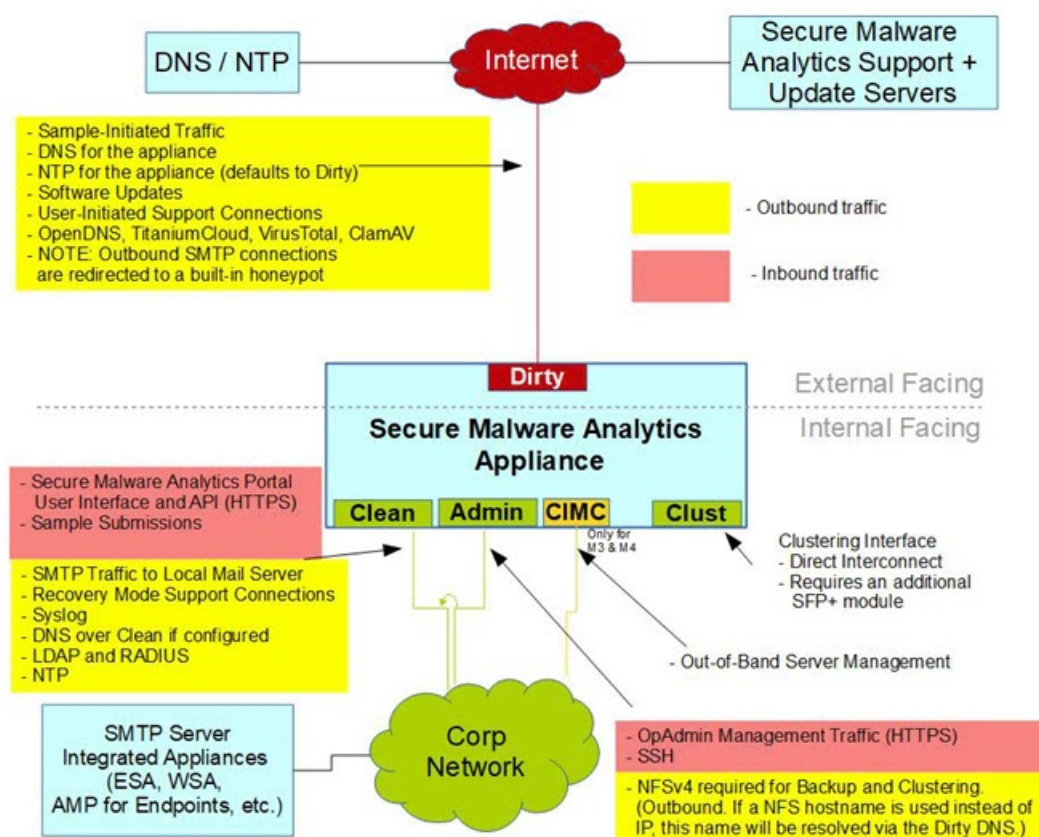 DNS / NTP
Internet
Secure Malware
Analytics Support +
Update Servers
- Sample-Initiated Traffic
- DNS for the appliance
- NTP for the appliance (defaults to Dirty)
- Software Updates
- User-Initiated Support Connections
- OpenDNS, TitaniumCloud, VirusTotal, ClamAV
- NOTE: Outbound SMTP connections
are redirected to a built-in honeypot
- Outbound traffic
- Inbound traffic
Dirty
External Facing
Internal Facing
Secure Malware Analytics
Appliance
Clean
Admin
CIMC
Clust
Only for
M3 & M4
- Secure Malware Analytics Portal
User Interface and API (HTTPS)
- Sample Submissions
- SMTP Traffic to Local Mail Server
- Recovery Mode Support Connections
- Syslog
- DNS over Clean if configured
- LDAP and RADIUS
- NTP
Clustering Interface
- Direct Interconnect
- Requires an additional
SFP+ module
- Out-of-Band Server Management
SMTP Server
Integrated Appliances
(ESA, WSA,
AMP for Endpoints, etc.)
Corp
Network
- OpAdmin Management Traffic (HTTPS)
- SSH
- NFSv4 required for Backup and Clustering.
(Outbound. If a NFS hostname is used instead of
IP, this name will be resolved via the Dirty DNS.)